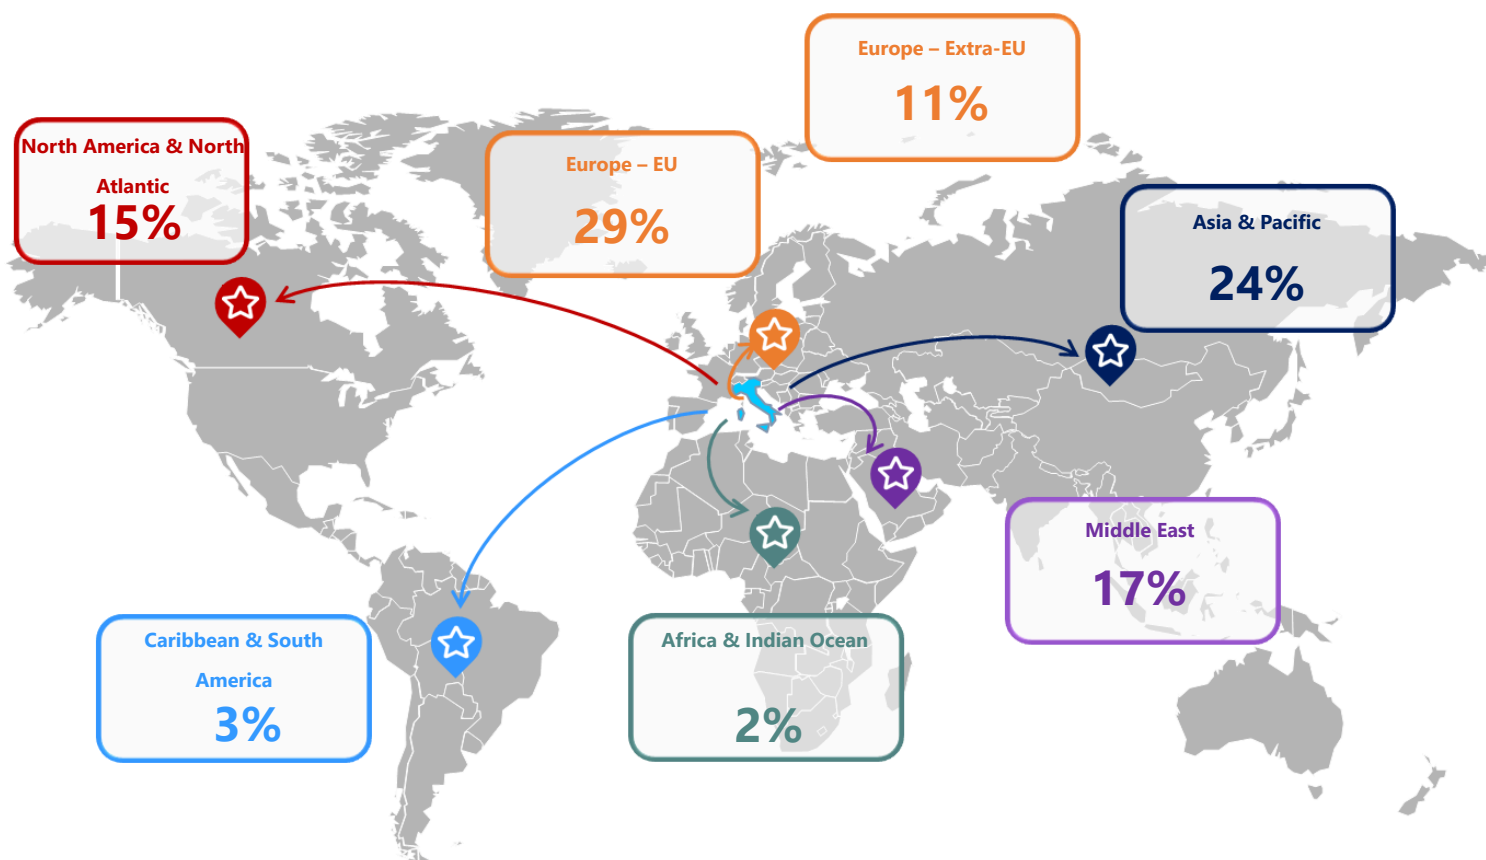 Europe – Extra-EU
11%
North America & North
Atlantic
15%
Europe – EU
29%
Asia & Pacific
24%
Middle East
17%
Caribbean & South
America
3%
Africa & Indian Ocean
2%